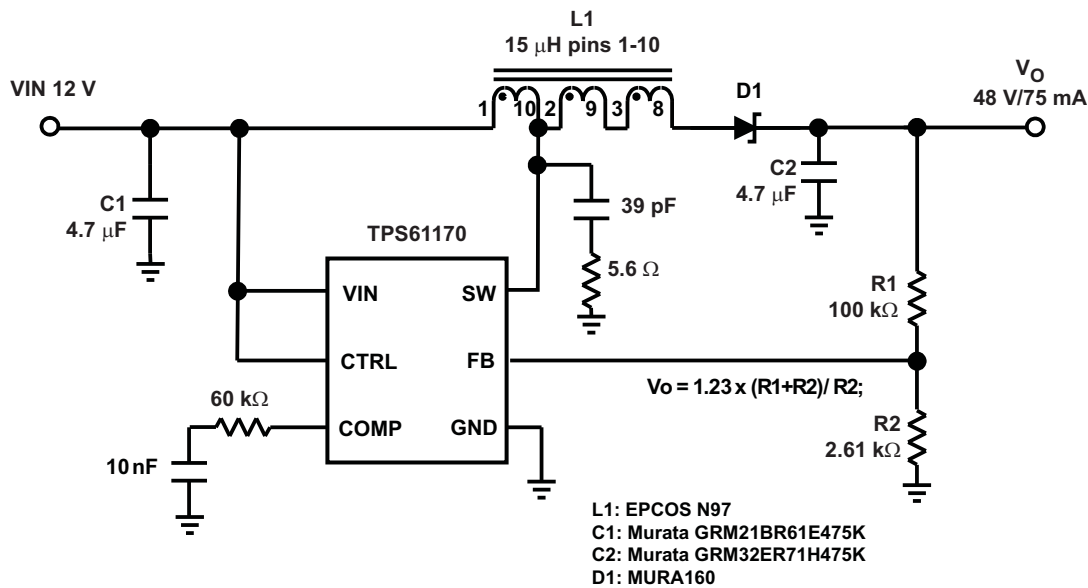 L1
15 μH pins 1-10
VIN 12 V
D1
VO
48 V/75 mA
1
10
2
9
3
8
C1
4.7 μF
C2
4.7 μF
39 pF
TPS61170
5.6 Ω
VIN
SW
R1
100 kΩ
CTRL
FB
Vo = 1.23 x (R1+R2)/ R2;
60 kΩ
COMP
GND
R2
2.61 kΩ
10 nF
L1: EPCOS N97
C1: Murata GRM21BR61E475K
C2: Murata GRM32ER71H475K
D1: MURA160